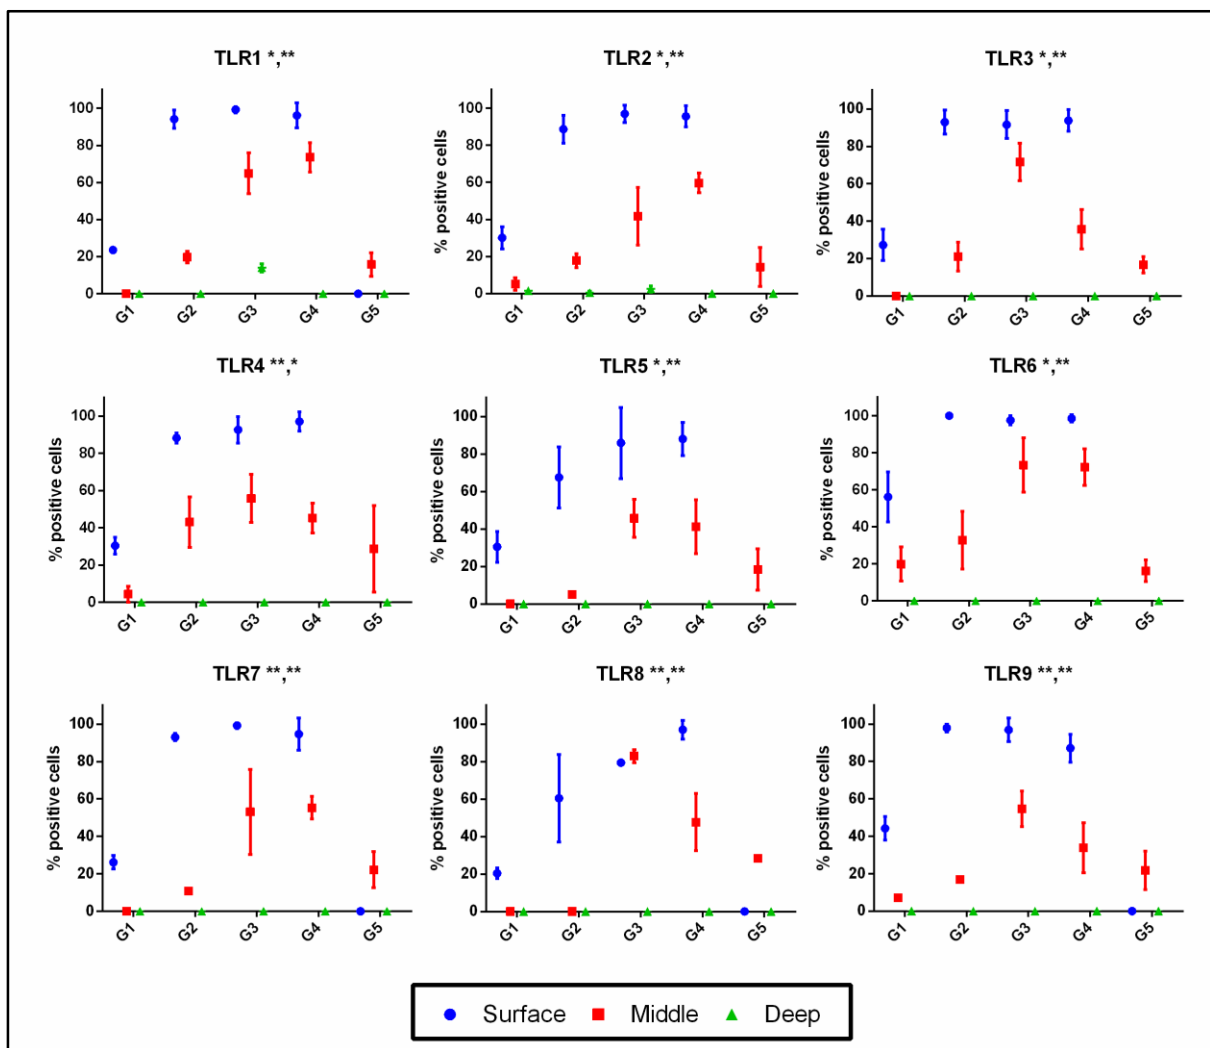 TLR1 *,** TLR2 *,** TLR3 *,**
% positive cells % positive cells % positive cells
100 100 100
80 80 80
60 60 60
40 40 40
20 20 20
0 0 0
G1 G2 G3 G4 G5 G1 G2 G3 G4 G5 G1 G2 G3 G4 G5
TLR4 **,* TLR5 *,** TLR6 *,**
% positive cells % positive cells % positive cells
100 100 100
80 80 80
60 60 60
40 40 40
20 20 20
0 0 0
G1 G2 G3 G4 G5 G1 G2 G3 G4 G5 G1 G2 G3 G4 G5
TLR7 **,** TLR8 **,** TLR9 **,**
% positive cells % positive cells % positive cells
100 100 100
80 80 80
60 60 60
40 40 40
20 20 20
0 0 0
G1 G2 G3 G4 G5 G1 G2 G3 G4 G5 G1 G2 G3 G4 G5
Surface Middle Deep